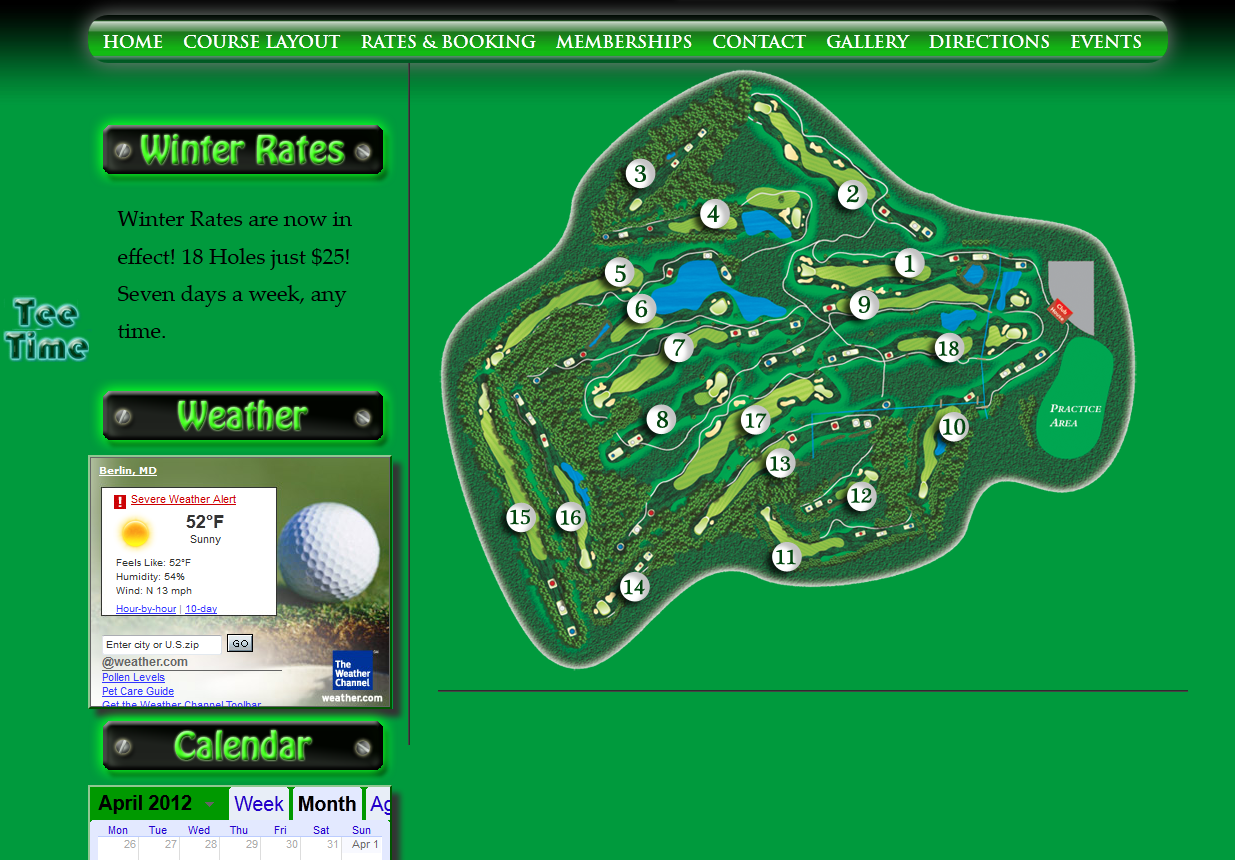 HOME COURSE LAYOUT RATES & BOOKING MEMBERSHIPS CONTACT GALLERY DIRECTIONS EVENTS
Tee
Time
Winter Rates
Winter Rates are now in
effect! 18 Holes just $25!
Seven days a week, any
time.
Weather
Berlin, MD
! Severe Weather Alert
52°F
Sunny
Feels Like: 52°F
Humidity: 54%
Wind: N 13 mph
Hour-by-hour | 10-day
Enter city or U.S.zip GO
@weather.com
Pollen Levels
Pet Care Guide
Get the Weather Channel Toolbar
The
Weather
Channel
weather.com
Calendar
April 2012 Week Month Ag
Mon Tue Wed Thu Fri Sat Sun
26 27 28 29 30 31 Apr 1
3
2
4
1
5
9
6
Club
House
7
18
8
17
Practice
Area
10
13
12
15
16
11
14